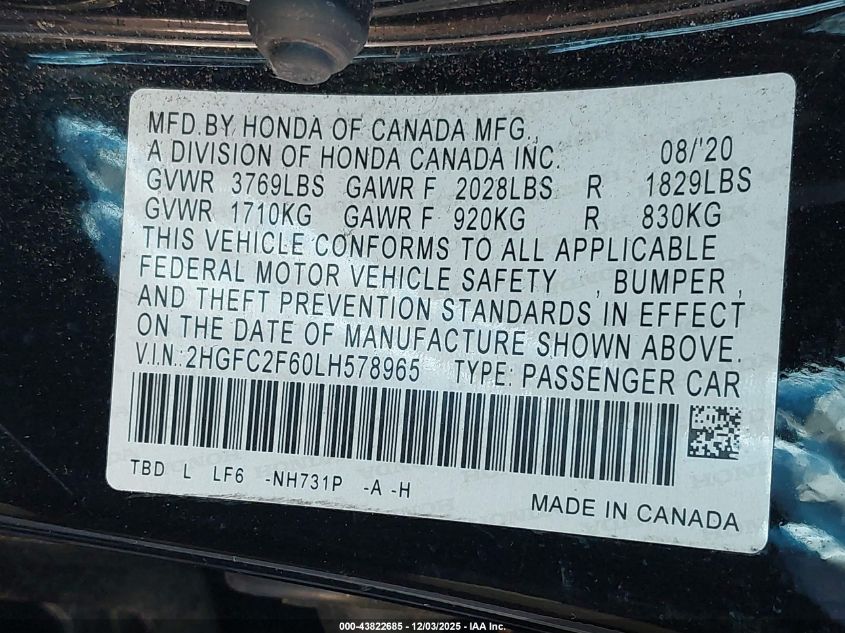 MFD.BY HONDA OF CANADA MFG.,
A DIVISION OF HONDA CANADA INC. 08/'20
GVWR 3769LBS GAWR F 2028LBS R 1829LBS
GVWR 1710KG GAWR F 920KG R 830KG
THIS VEHICLE CONFORMS TO ALL APPLICABLE
FEDERAL MOTOR VEHICLE SAFETY , BUMPER ,
AND THEFT PREVENTION STANDARDS IN EFFECT
ON THE DATE OF MANUFACTURE SHOWN ABOVE.
V.I.N.:2HGFC2F60LH578965 TYPE: PASSENGER CAR
TBD L LF6 -NH731P -A -H
MADE IN CANADA
000-43822685 - 12/03/2025 - IAA Inc.